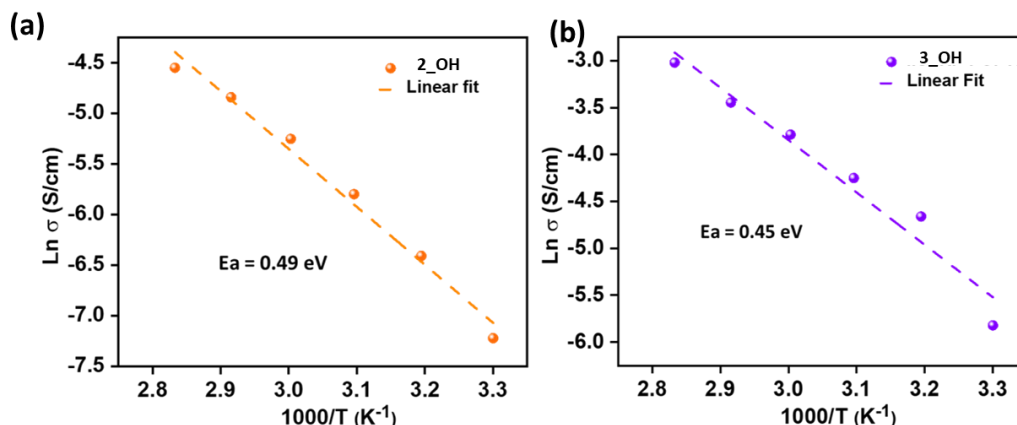 (a)
Ln σ (S/cm)
-4.5
-5.0
-5.5
-6.0
-6.5
-7.0
-7.5
2_OH
Linear fit
Ea = 0.49 eV
2.8 2.9 3.0 3.1 3.2 3.3
1000/T (K⁻¹)
(b)
Ln σ (S/cm)
-3.0
-3.5
-4.0
-4.5
-5.0
-5.5
-6.0
3_OH
Linear Fit
Ea = 0.45 eV
2.8 2.9 3.0 3.1 3.2 3.3
1000/T (K⁻¹)